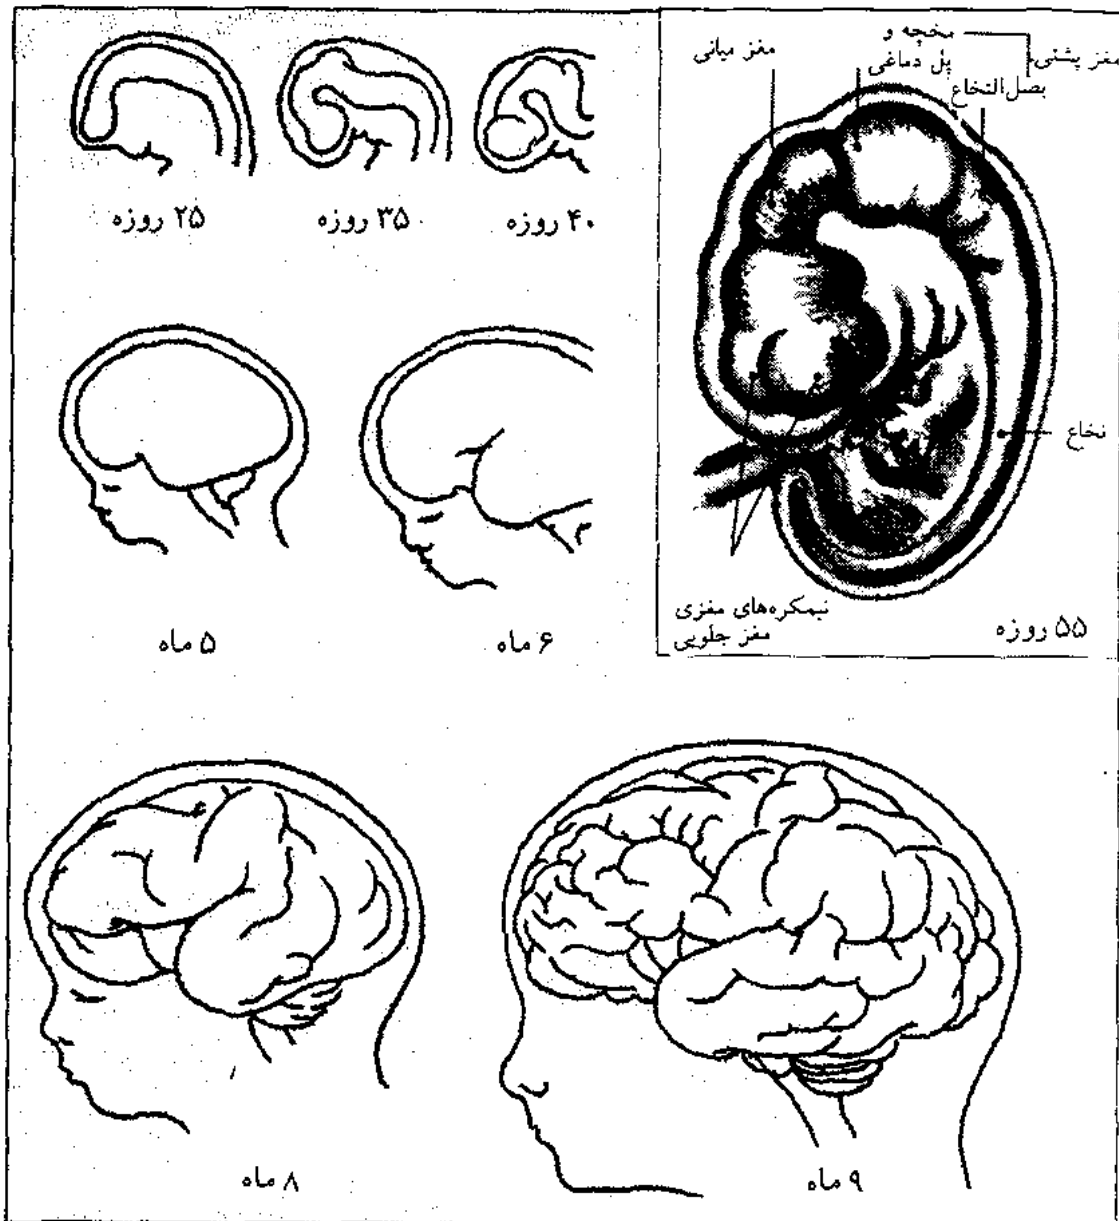 ۲۵ روزه
۳۵ روزه
۴۰ روزه
مغز پشتی
مخچه و
پل دماغی
بصل‌النخاع
مغز میانی
نخاع
نیمکره‌های مغزی
مغز جلویی
۵۵ روزه
۵ ماه
۶ ماه
۸ ماه
۹ ماه